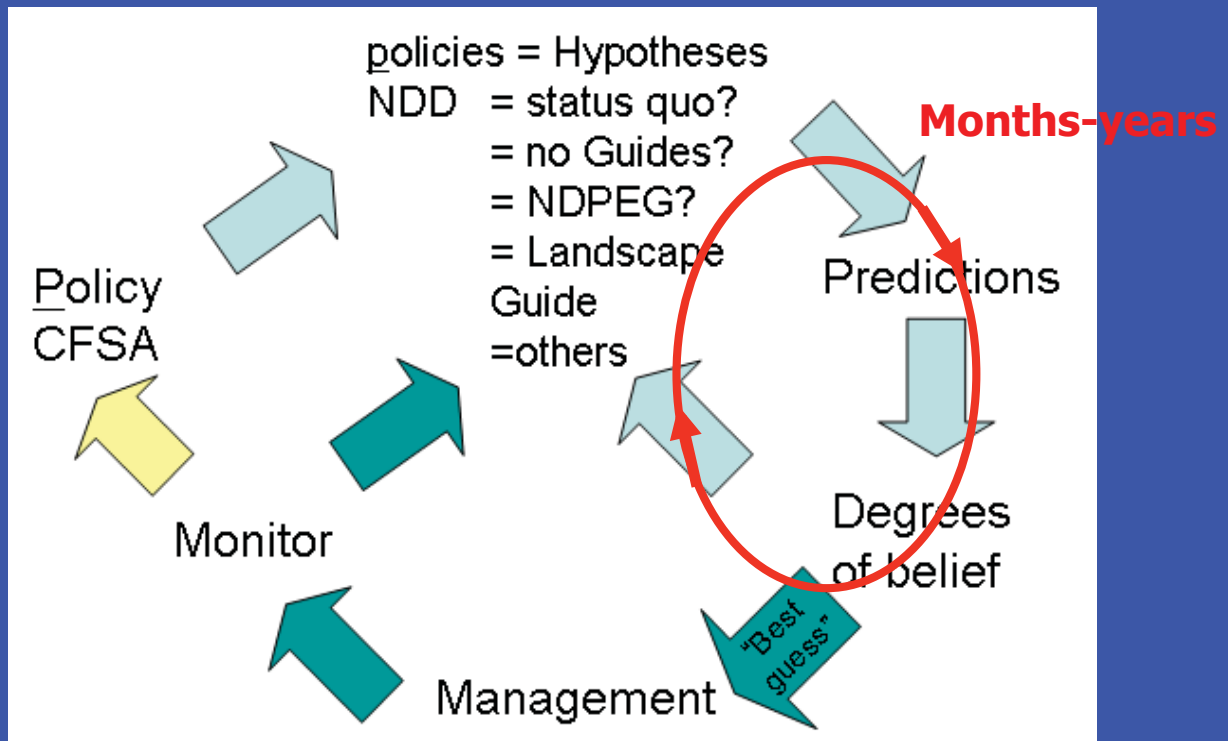 policies = Hypotheses
NDD = status quo?
= no Guides?
= NDPEG?
= Landscape
Guide
=others
Months-years
Predictions
Degrees
of belief
"Best
guess"
Management
Monitor
Policy
CFSA